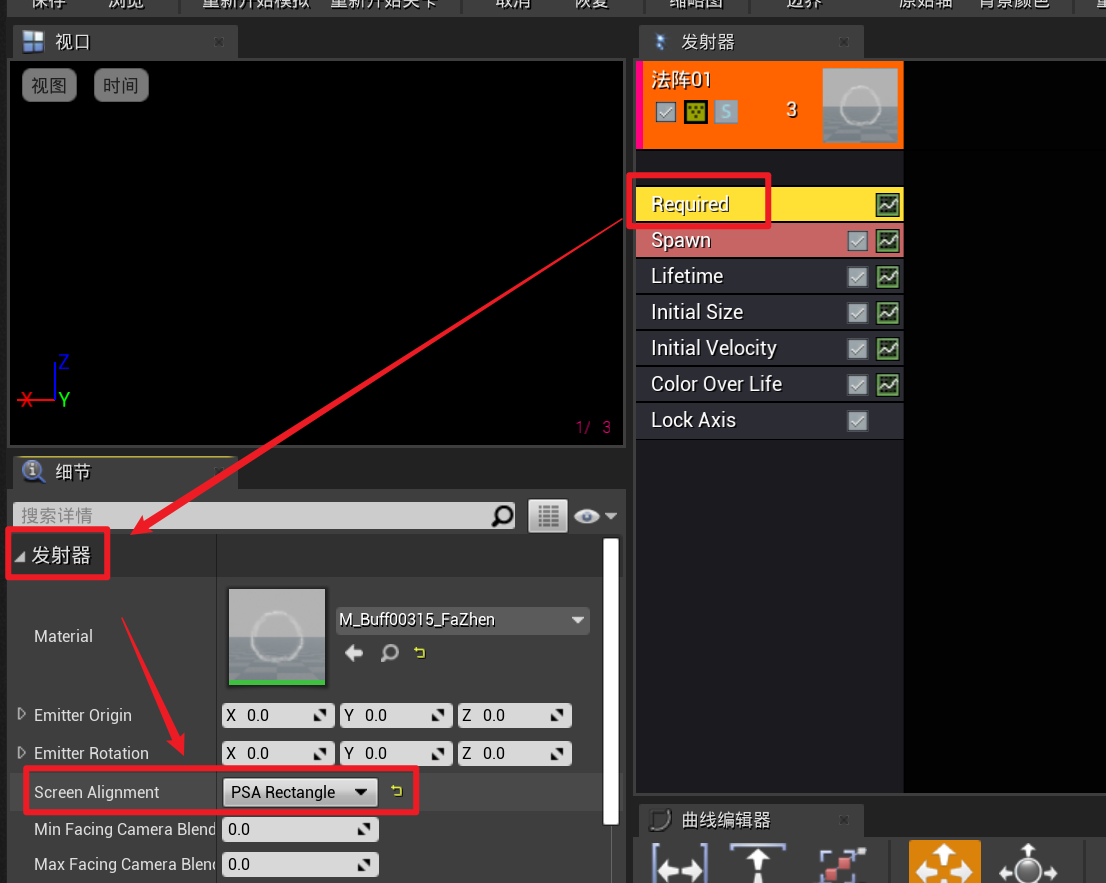 保存 浏览 重新开始模拟 重新开始关卡 取消 恢复 缩略图 边界 原始轴 背景颜色
视口
视图 时间
Z
X Y
1/ 3
发射器
法阵01
S 3
Required
Spawn
Lifetime
Initial Size
Initial Velocity
Color Over Life
Lock Axis
细节
搜索详情
发射器
Material
M_Buff00315_FaZhen
Emitter Origin X 0.0 Y 0.0 Z 0.0
Emitter Rotation X 0.0 Y 0.0 Z 0.0
Screen Alignment PSA Rectangle
Min Facing Camera Blend 0.0
Max Facing Camera Blend 0.0
曲线编辑器